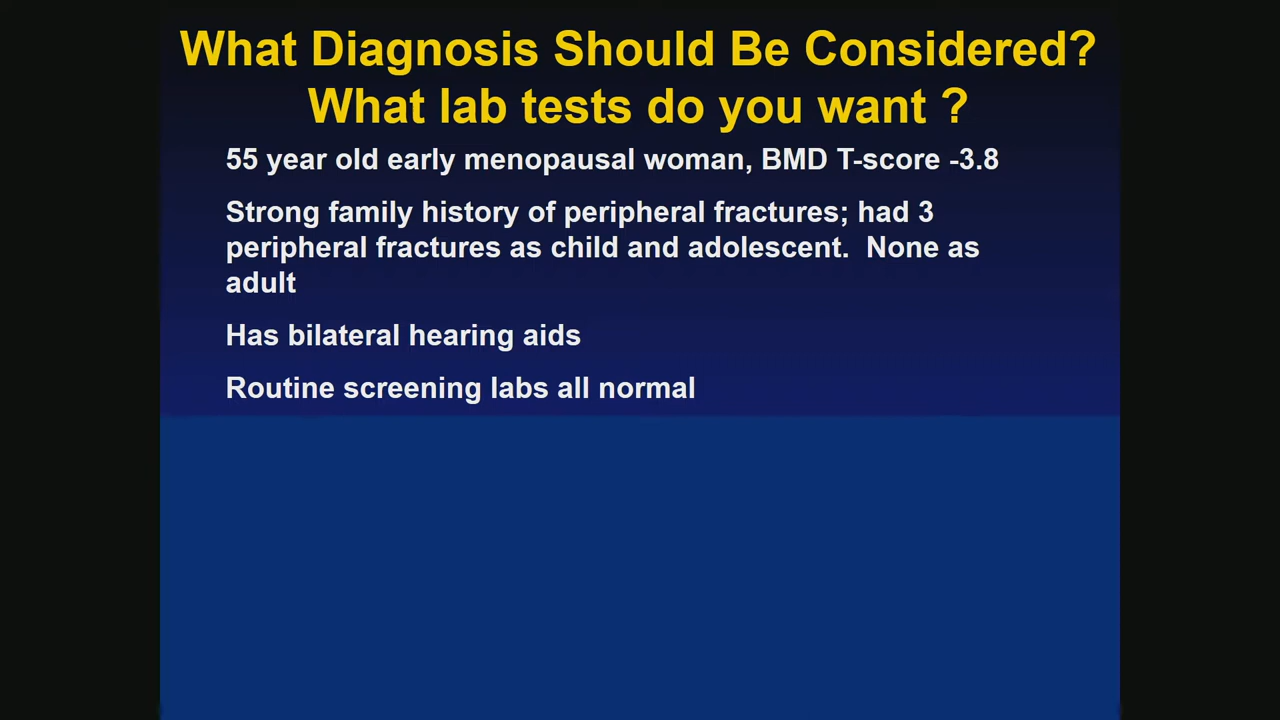 What Diagnosis Should Be Considered?
What lab tests do you want ?
55 year old early menopausal woman, BMD T-score -3.8
Strong family history of peripheral fractures; had 3
peripheral fractures as child and adolescent.  None as
adult
Has bilateral hearing aids
Routine screening labs all normal